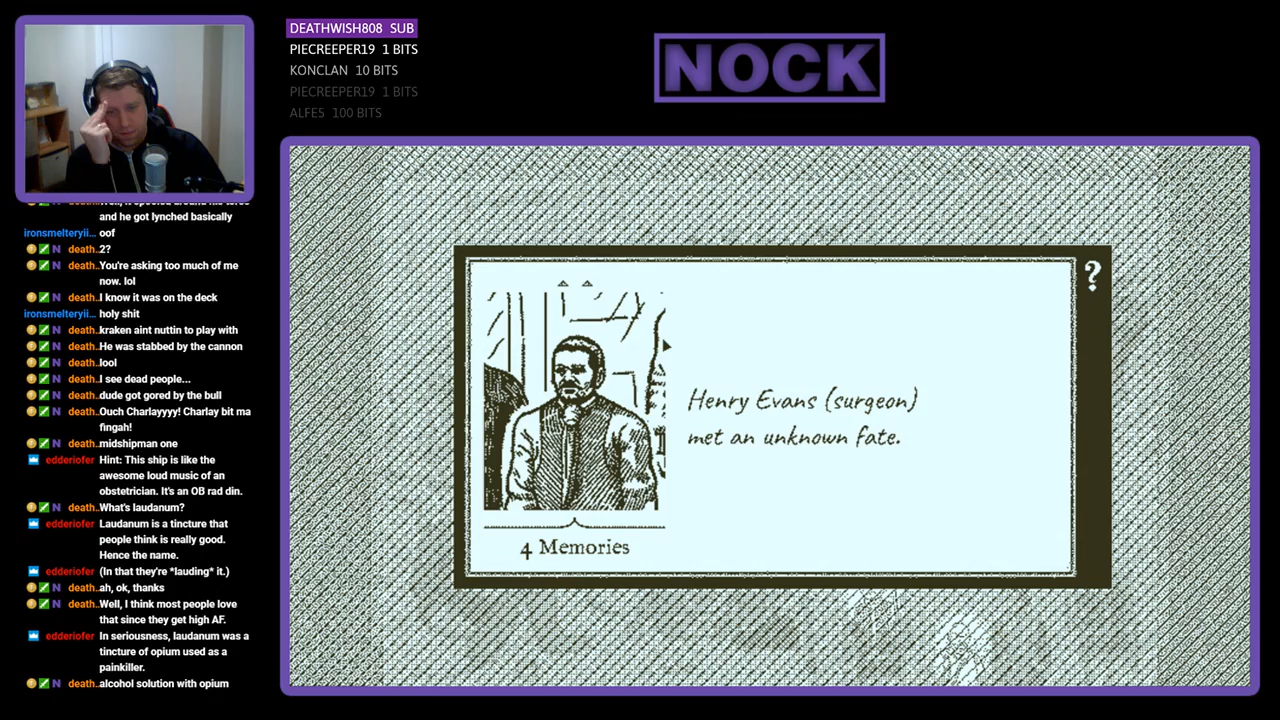 DEATHWISH808 SUB
PIECREEPER19 1 BITS
KONCLAN 10 BITS
PIECREEPER19 1 BITS
ALFE5 100 BITS
NOCK
and he got lynched basically
ironsmelteryii... oof
N death... 2?
N death... You're asking too much of me
now. lol
N death... I know it was on the deck
ironsmelteryii... holy shit
N death... kraken aint nuttin to play with
N death... He was stabbed by the cannon
N death... lool
N death... I see dead people...
N death... dude got gored by the bull
N death... Ouch Charlayyyy! Charlay bit ma
fingah!
N death... midshipman one
edderiofer Hint: This ship is like the
awesome loud music of an
obstetrician. It's an OB rad din.
N death... What's laudanum?
edderiofer Laudanum is a tincture that
people think is really good.
Hence the name.
edderiofer (In that they're *lauding* it.)
N death... ah, ok, thanks
N death... Well, I think most people love
that since they get high AF.
edderiofer In seriousness, laudanum was a
tincture of opium used as a
painkiller.
N death... alcohol solution with opium
?
Henry Evans (surgeon)
met an unknown fate.
4 Memories